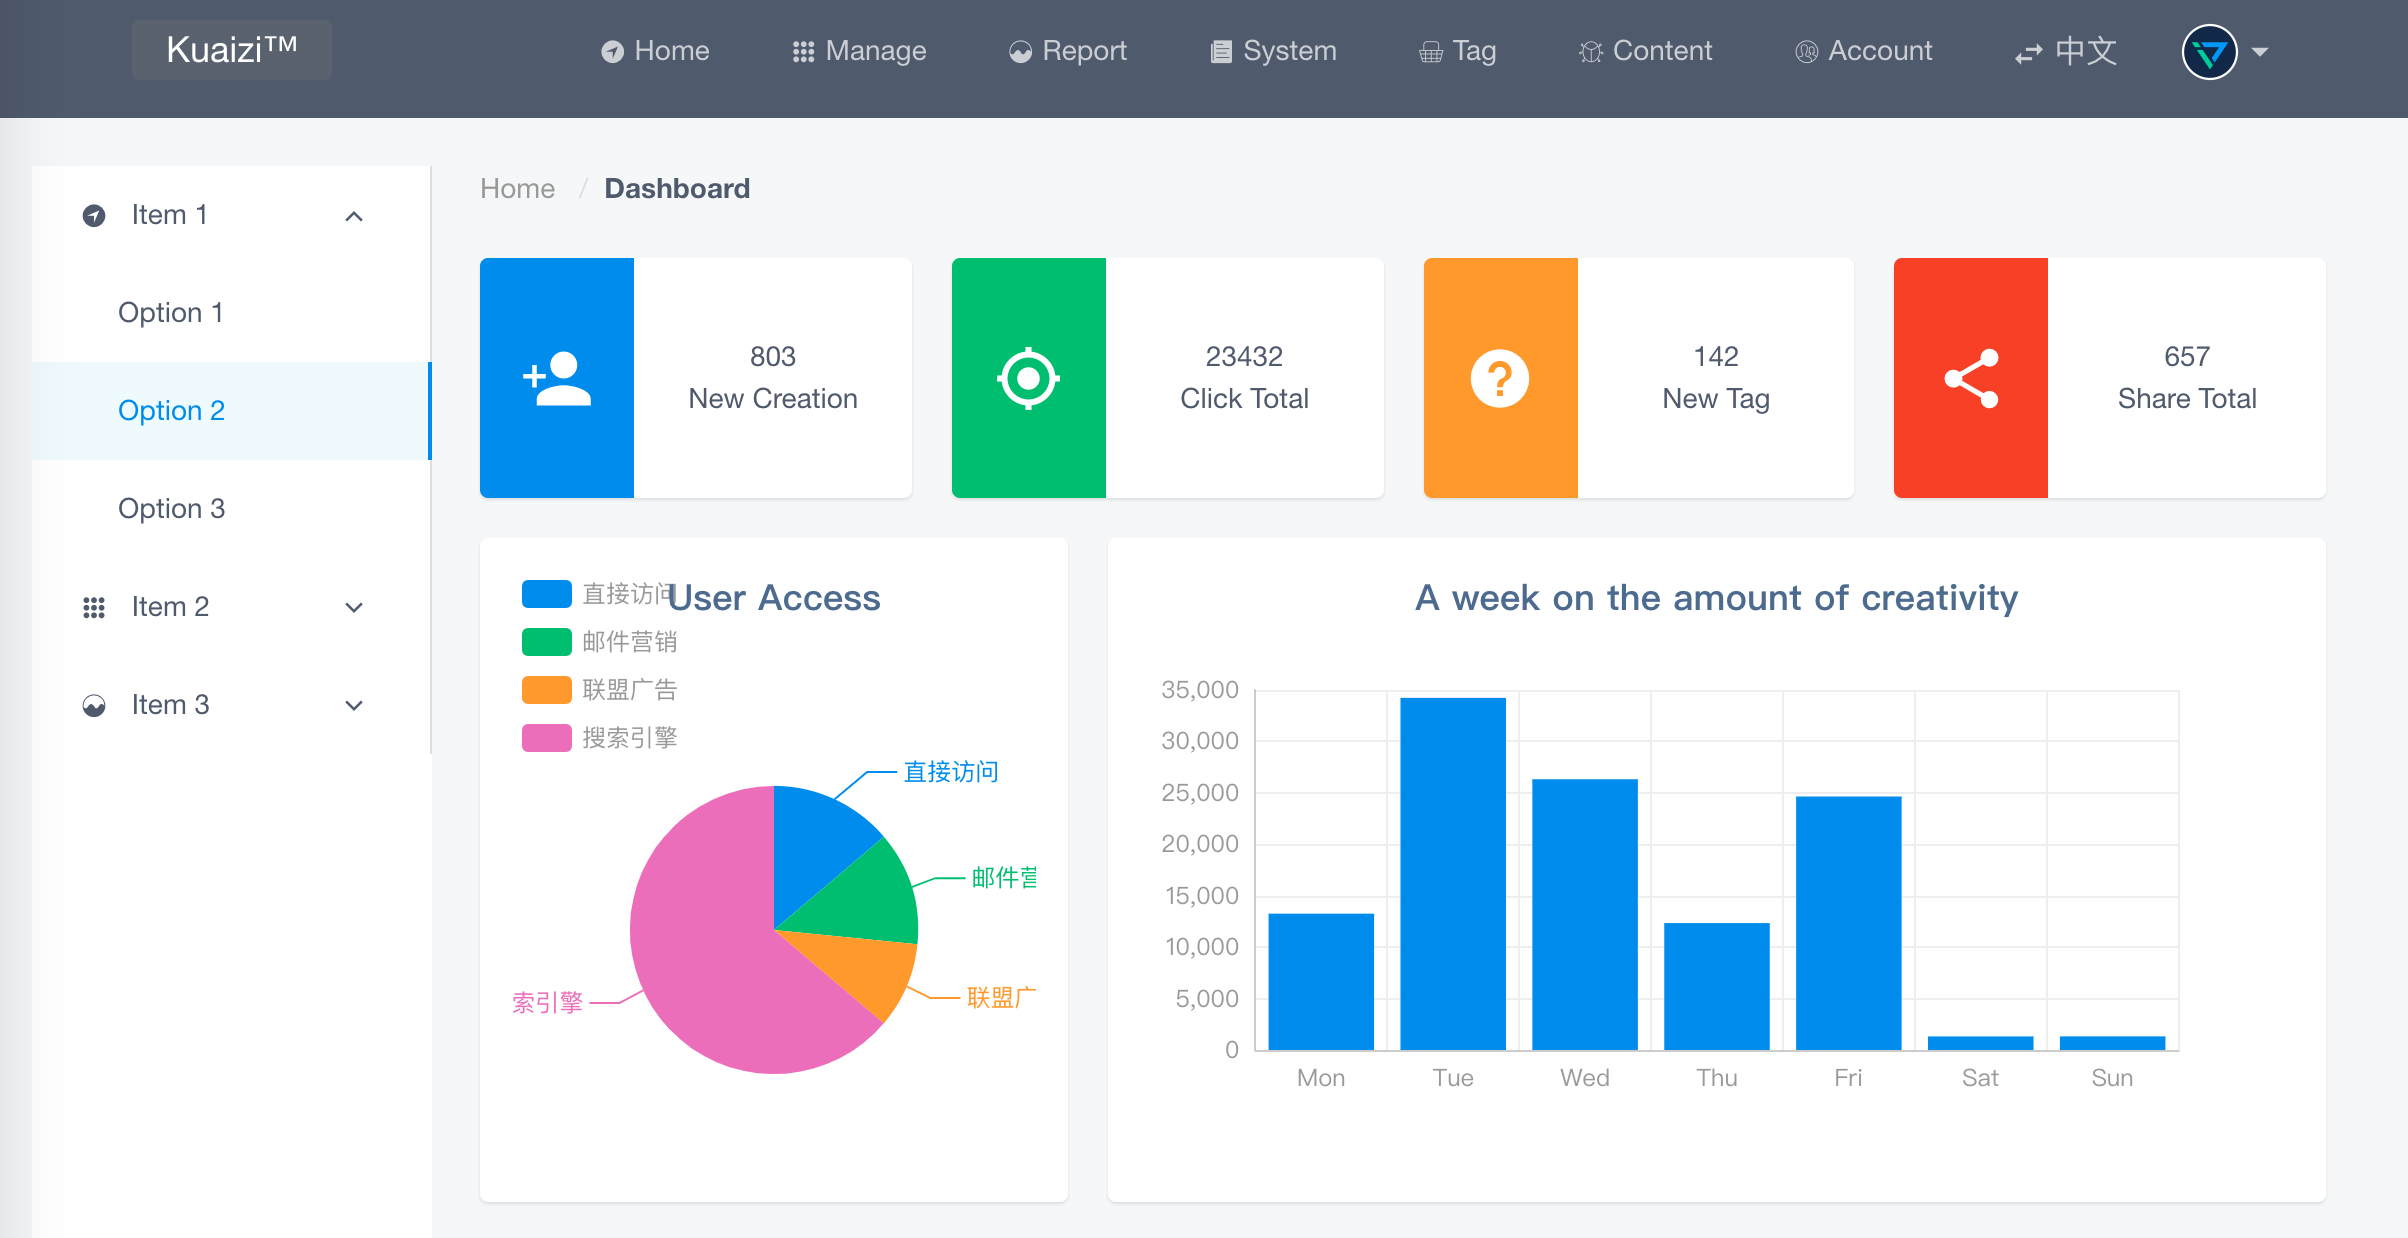 Kuaizi™
Home
Manage
Report
System
Tag
Content
Account
中文
Item 1
Option 1
Option 2
Option 3
Item 2
Item 3
Home / Dashboard
803
New Creation
23432
Click Total
142
New Tag
657
Share Total
User Access
直接访问
邮件营销
联盟广告
搜索引擎
直接访问
邮件营
联盟广
索引擎
A week on the amount of creativity
35,000
30,000
25,000
20,000
15,000
10,000
5,000
0
Mon Tue Wed Thu Fri Sat Sun